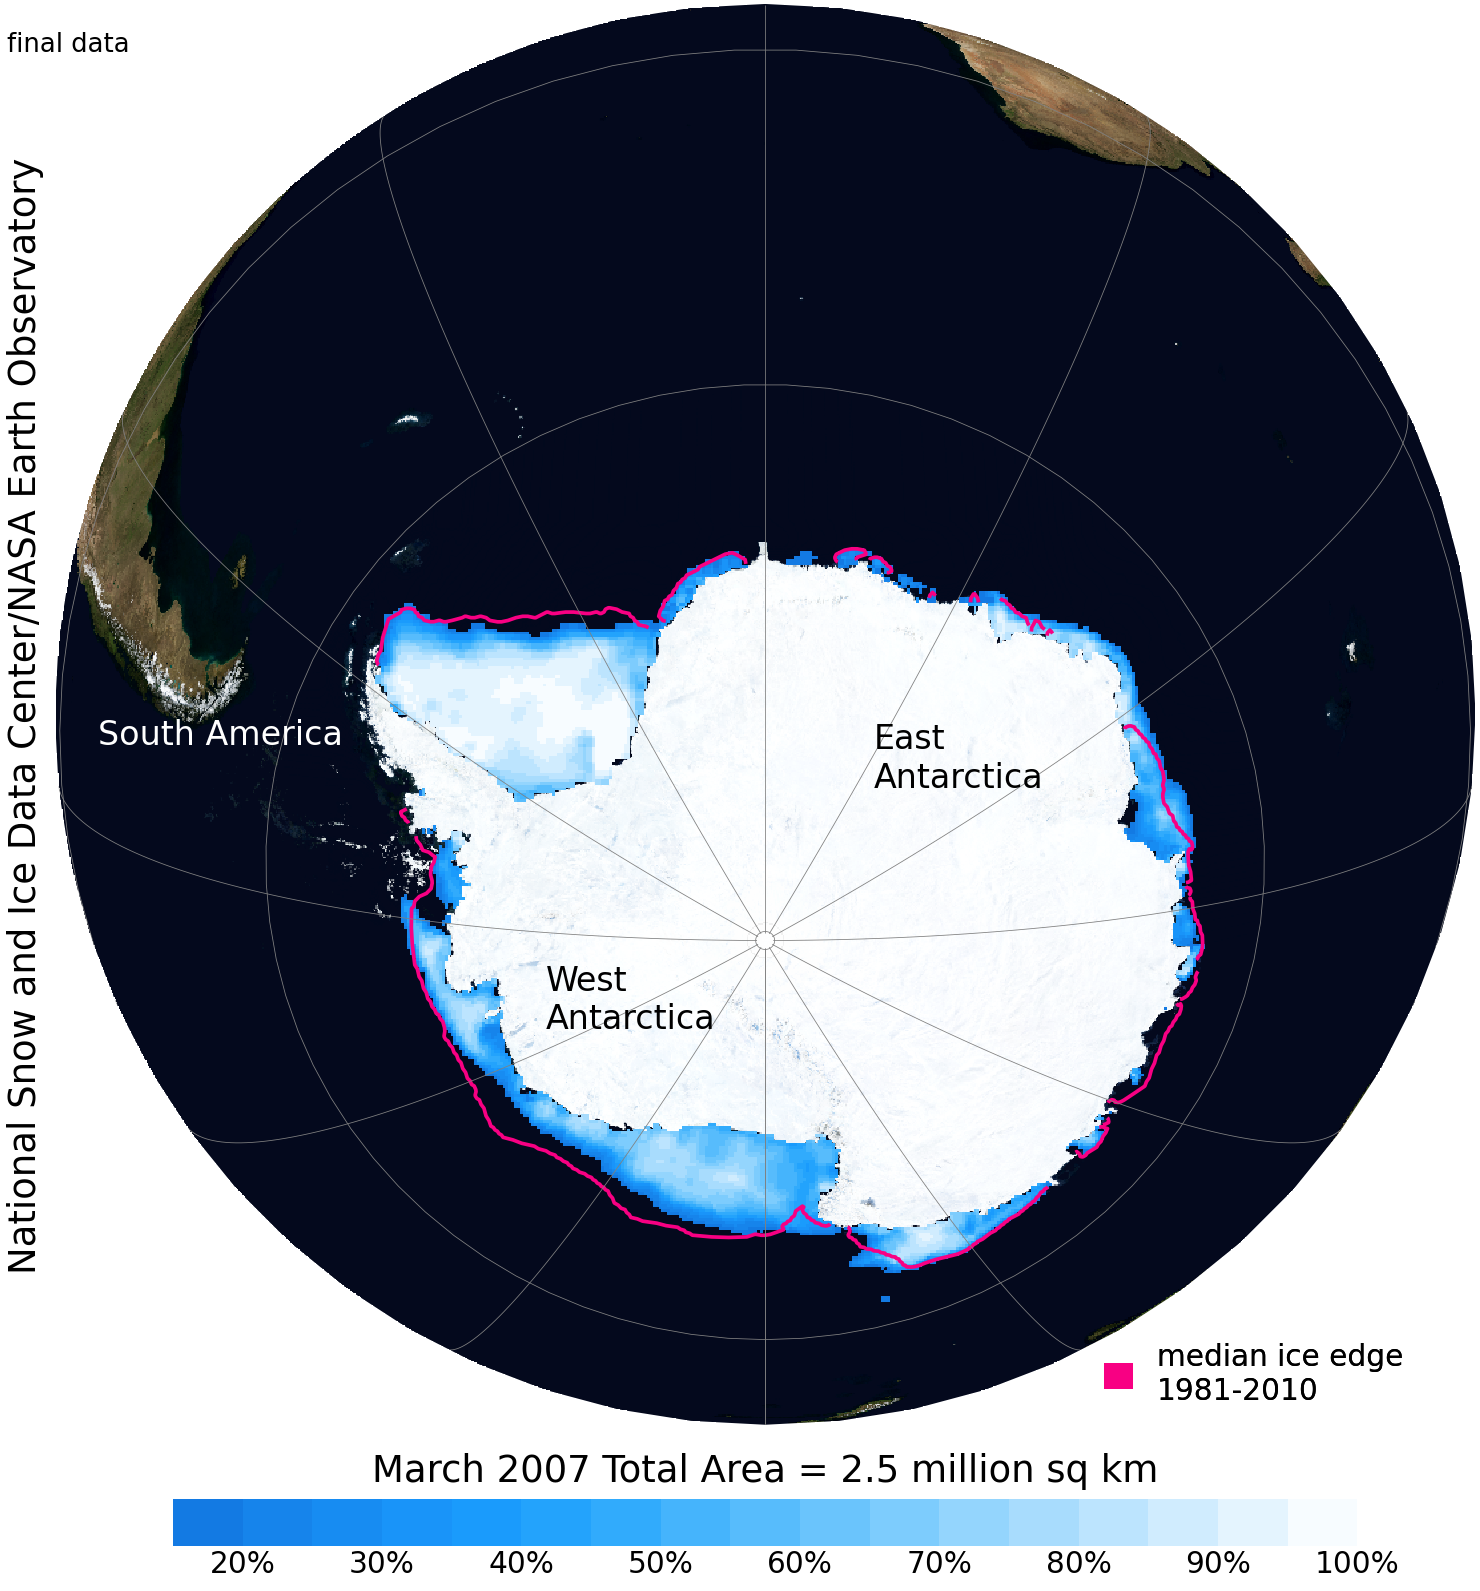 final data
National Snow and Ice Data Center/NASA Earth Observatory
South America
East
Antarctica
West
Antarctica
median ice edge
1981-2010
March 2007 Total Area = 2.5 million sq km
20% 30% 40% 50% 60% 70% 80% 90% 100%